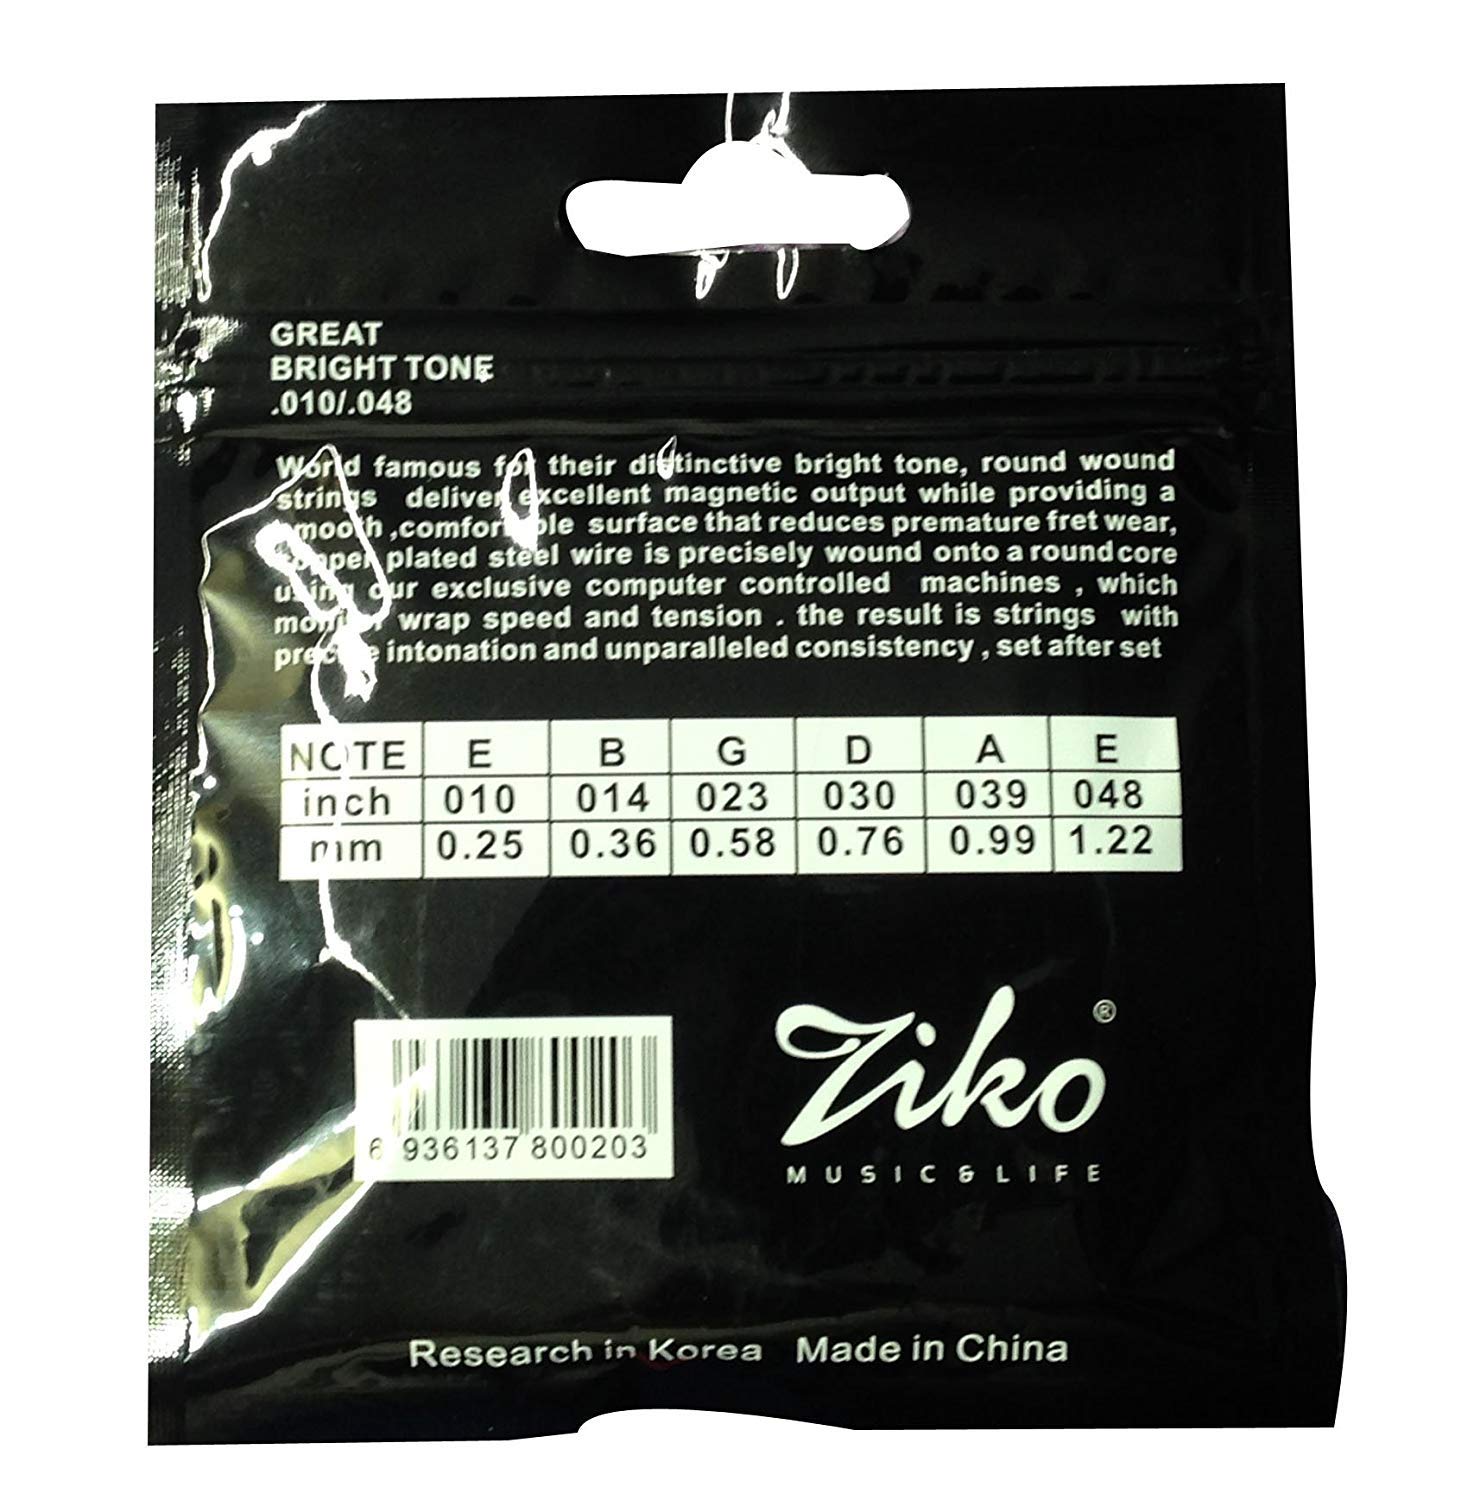 GREAT
BRIGHT TONE
.010/.048
World famous for their distinctive bright tone, round wound
strings deliver excellent magnetic output while providing a
smooth ,comfortable surface that reduces premature fret wear,
copper plated steel wire is precisely wound onto a round core
using our exclusive computer controlled machines , which
monitor wrap speed and tension . the result is strings with
precise intonation and unparalleled consistency , set after set
NOTE E B G D A E
inch 010 014 023 030 039 048
mm 0.25 0.36 0.58 0.76 0.99 1.22
Ziko ®
MUSIC & LIFE
6 936137 800203
Research in Korea Made in China